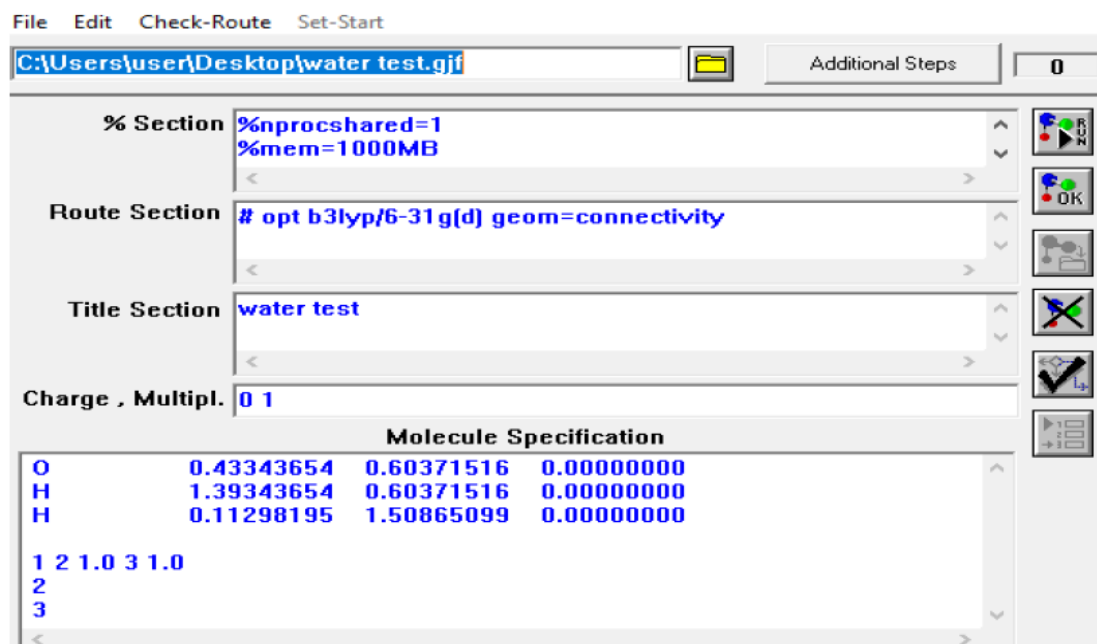 File Edit Check-Route Set-Start
C:\Users\user\Desktop\water test.gjf
Additional Steps
0
% Section
%nprocshared=1
%mem=1000MB
RUN
Route Section
# opt b3lyp/6-31g(d) geom=connectivity
OK
Title Section
water test
Charge , Multipl.
0 1
Molecule Specification
O 0.43343654 0.60371516 0.00000000
H 1.39343654 0.60371516 0.00000000
H 0.11298195 1.50865099 0.00000000
1 2 1.0 3 1.0
2
3